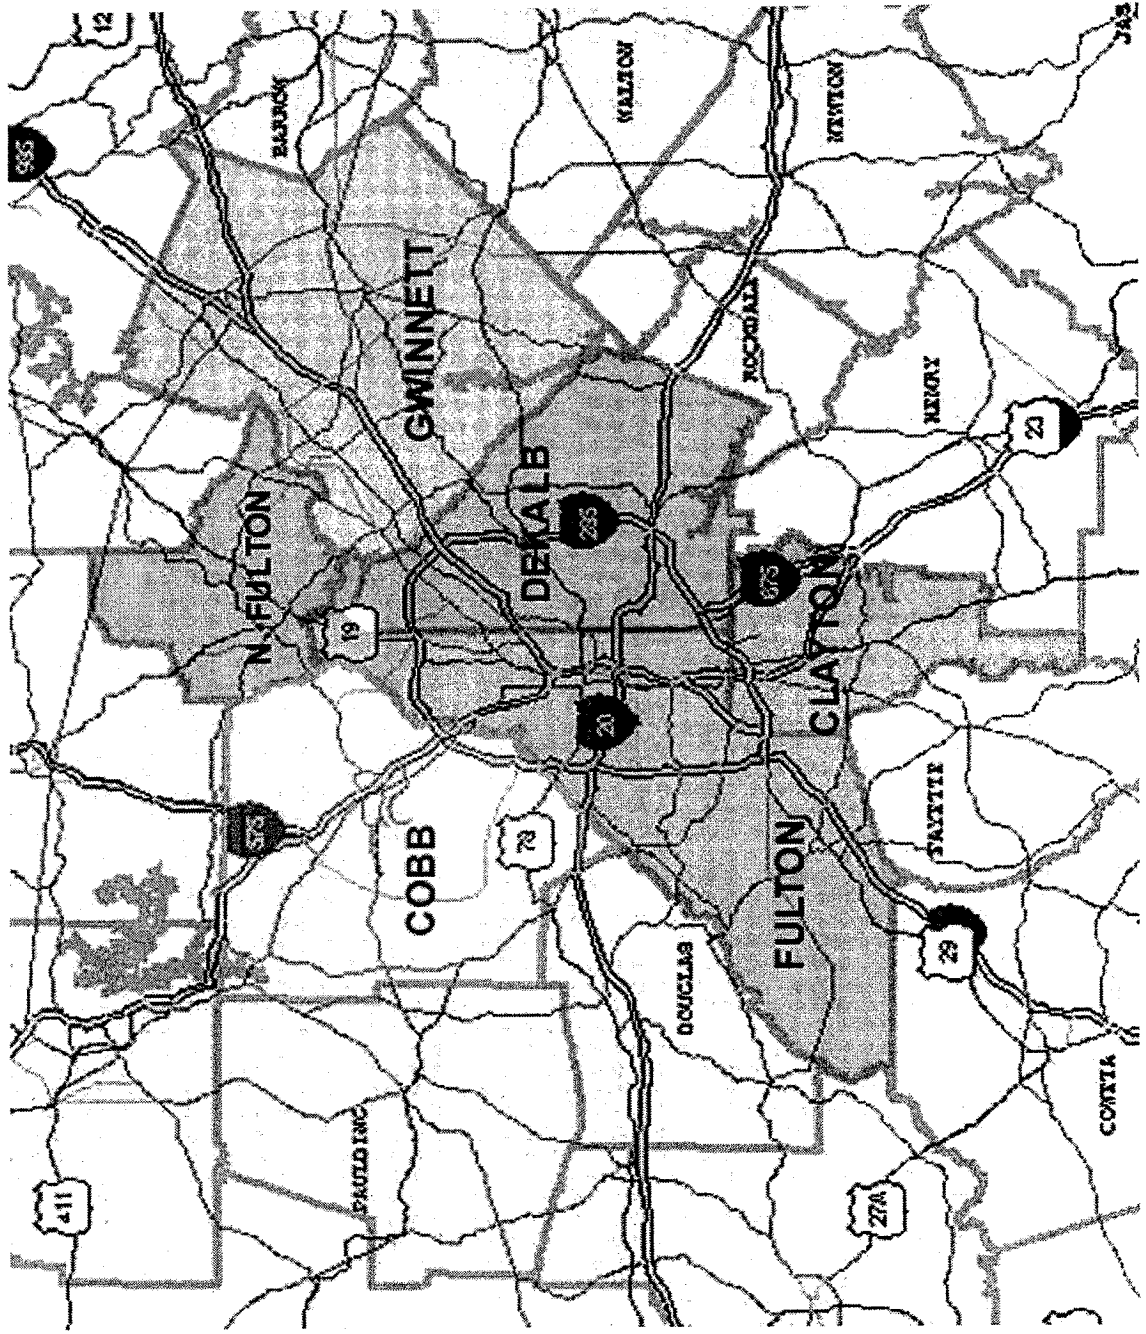 985
411
12
575
N. FULTON
BARROW
19
PAULDING
COBB
GWINNETT
78
DEKALB
285
20
WALTON
DOUGLAS
ROCKDALE
675
FULTON
CLAYTON
NEWTON
27A
HENRY
FAYETTE
29
23
COWETA
JAS